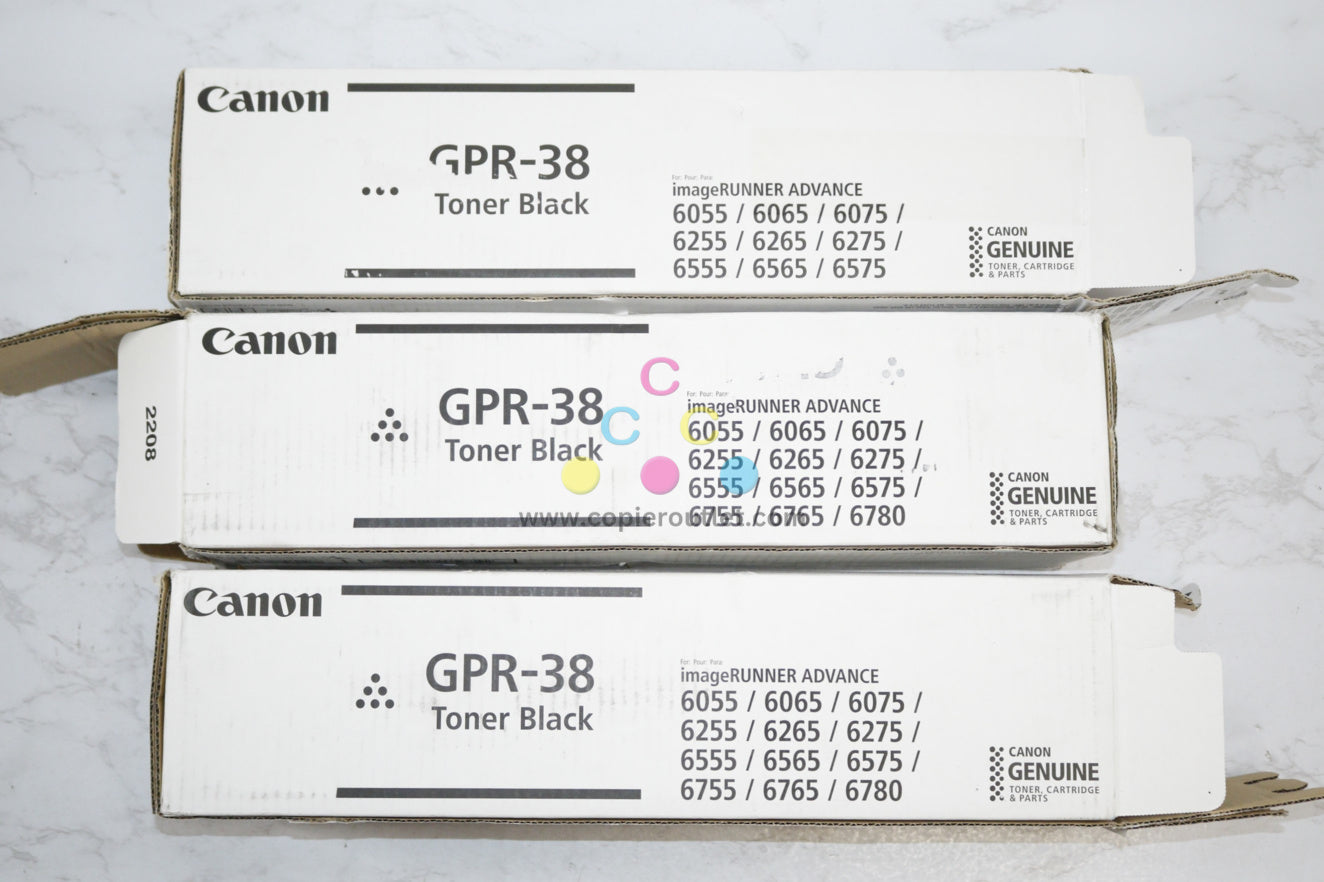 Canon
GPR-38
Toner Black
For: Pour: Para:
imageRUNNER ADVANCE
6055 / 6065 / 6075 /
6255 / 6265 / 6275 /
6555 / 6565 / 6575
CANON
GENUINE
TONER, CARTRIDGE
& PARTS
2208
Canon
GPR-38
Toner Black
For: Pour: Para:
imageRUNNER ADVANCE
6055 / 6065 / 6075 /
6255 / 6265 / 6275 /
6555 / 6565 / 6575 /
6755 / 6765 / 6780
CANON
GENUINE
TONER, CARTRIDGE
& PARTS
C
C C
www.copieroutlet.com
Canon
GPR-38
Toner Black
For: Pour: Para:
imageRUNNER ADVANCE
6055 / 6065 / 6075 /
6255 / 6265 / 6275 /
6555 / 6565 / 6575 /
6755 / 6765 / 6780
CANON
GENUINE
TONER, CARTRIDGE
& PARTS